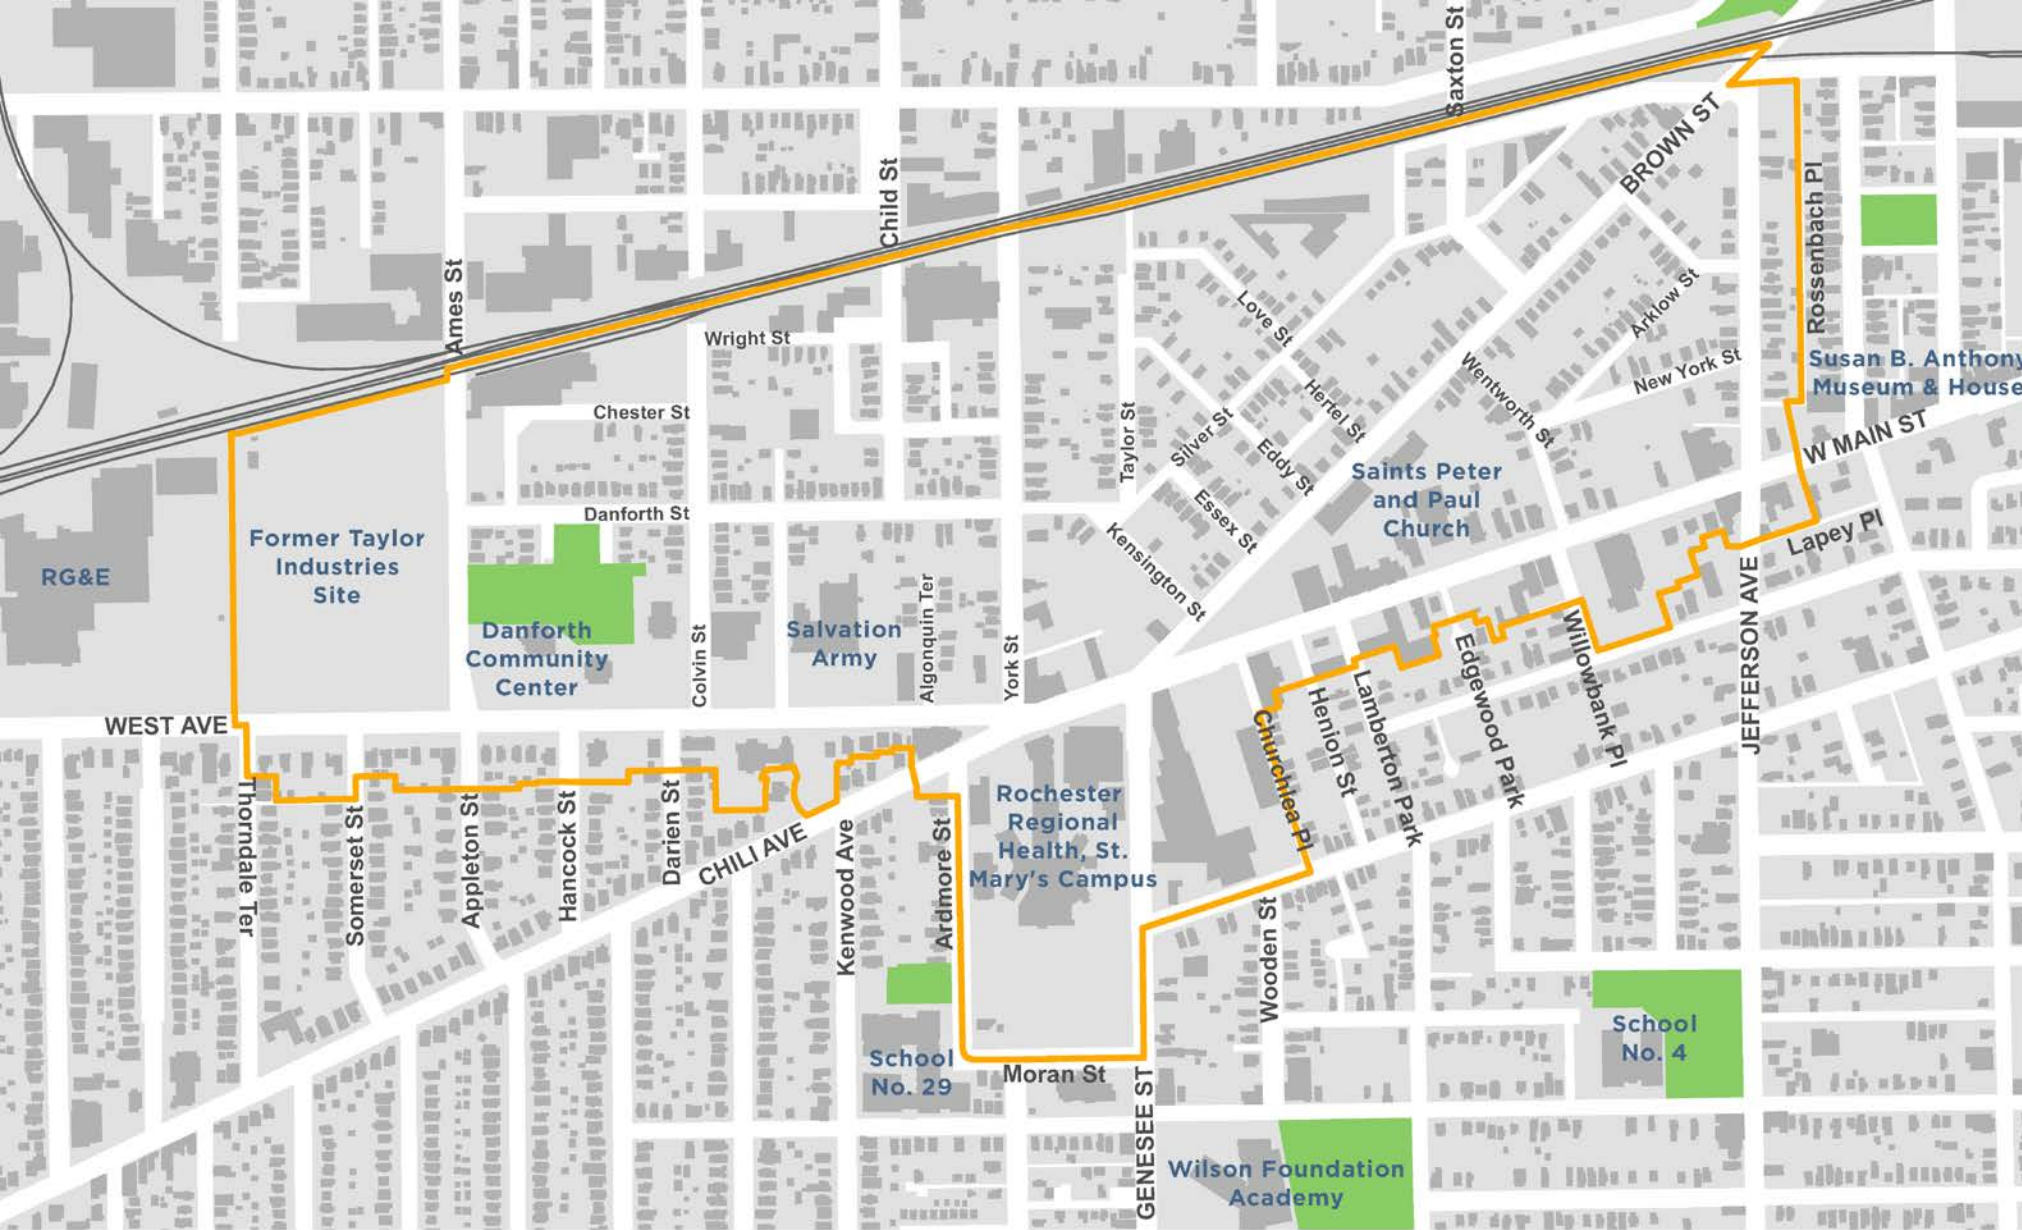 Saxton St
BROWN ST
Child St
Rossenbach Pl
Ames St
Love St
Arklow St
Wright St
New York St
Susan B. Anthony
Museum & House
Wentworth St
Hertel St
Chester St
Taylor St
Silver St
Eddy St
W MAIN ST
Saints Peter
and Paul
Church
Essex St
Danforth St
Kensington St
Lapey Pl
Former Taylor
Industries
Site
RG&E
Danforth
Community
Center
Colvin St
Salvation
Army
Algonquin Ter
York St
Edgewood Park
Willowbank Pl
JEFFERSON AVE
WEST AVE
Churchlea Pl
Henion St
Lamberton Park
Thorndale Ter
Somerset St
Appleton St
Hancock St
Darien St
CHILI AVE
Kenwood Ave
Ardmore St
Rochester
Regional
Health, St.
Mary's Campus
Wooden St
School
No. 29
Moran St
School
No. 4
GENESEE ST
Wilson Foundation
Academy